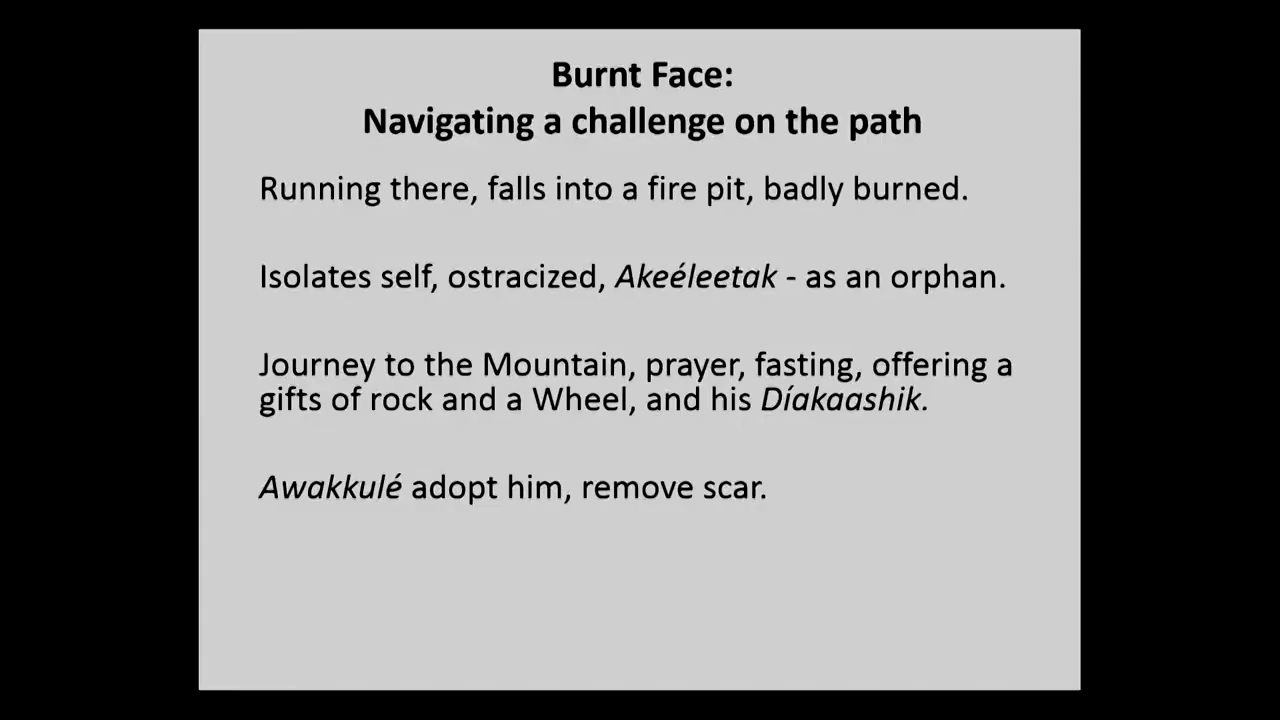 Burnt Face:
Navigating a challenge on the path
Running there, falls into a fire pit, badly burned.
Isolates self, ostracized, Akeéleetak - as an orphan.
Journey to the Mountain, prayer, fasting, offering a
gifts of rock and a Wheel, and his Díakaashik.
Awakkulé adopt him, remove scar.